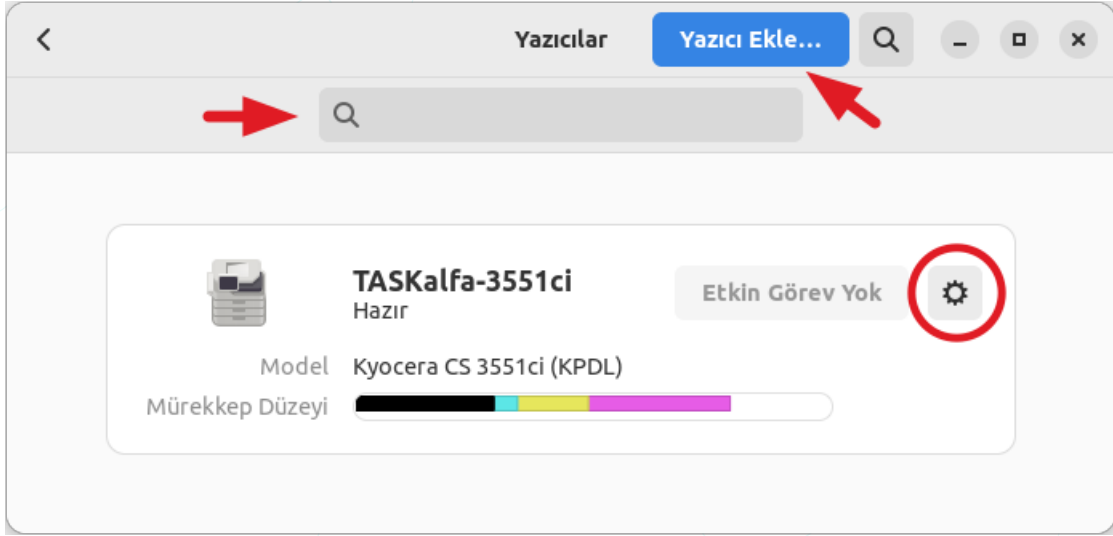 Yazıcılar
Yazıcı Ekle...
TASKalfa-3551ci
Hazır
Etkin Görev Yok
Model Kyocera CS 3551ci (KPDL)
Mürekkep Düzeyi